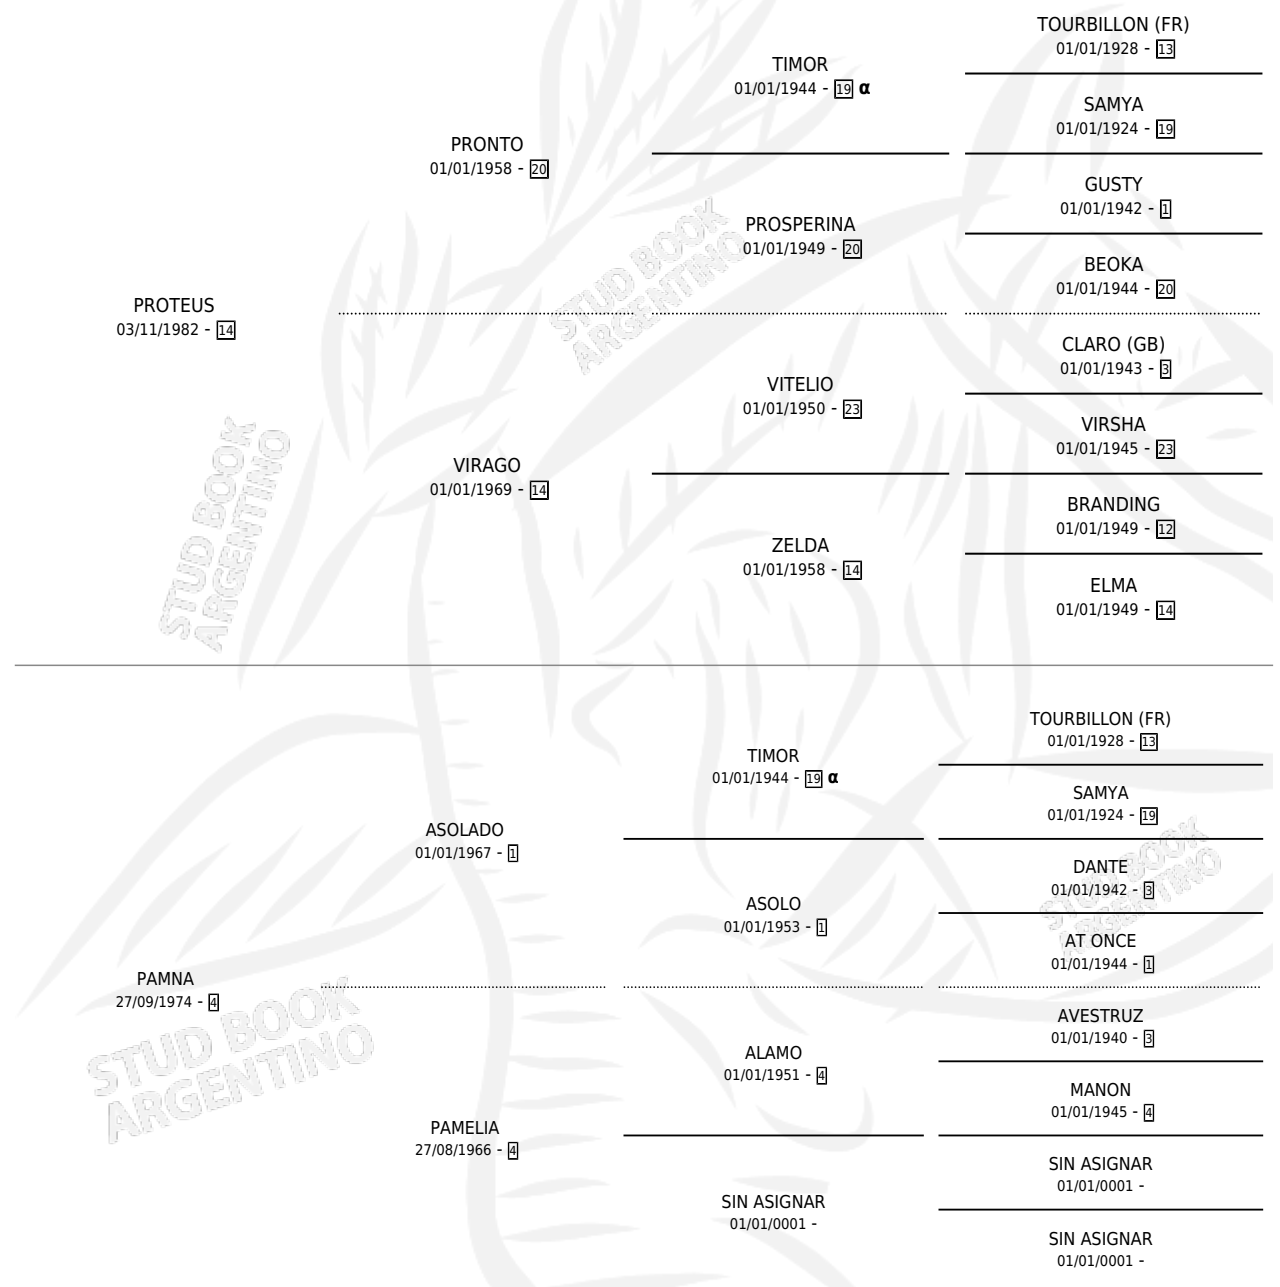 TOURBILLON (FR)
01/01/1928 - 13
TIMOR
01/01/1944 - 19 α
SAMYA
01/01/1924 - 19
PRONTO
01/01/1958 - 20
GUSTY
01/01/1942 - 1
PROSPERINA
01/01/1949 - 20
BEOKA
01/01/1944 - 20
PROTEUS
03/11/1982 - 14
CLARO (GB)
01/01/1943 - 3
VITELIO
01/01/1950 - 23
VIRSHA
01/01/1945 - 23
VIRAGO
01/01/1969 - 14
BRANDING
01/01/1949 - 12
ZELDA
01/01/1958 - 14
ELMA
01/01/1949 - 14
STUD BOOK
ARGENTINO
STUD BOOK
ARGENTINO
TOURBILLON (FR)
01/01/1928 - 13
TIMOR
01/01/1944 - 19 α
SAMYA
01/01/1924 - 19
ASOLADO
01/01/1967 - 1
DANTE
01/01/1942 - 3
ASOLO
01/01/1953 - 1
AT ONCE
01/01/1944 - 1
PAMNA
27/09/1974 - 4
AVESTRUZ
01/01/1940 - 3
ALAMO
01/01/1951 - 4
MANON
01/01/1945 - 4
PAMELIA
27/08/1966 - 4
SIN ASIGNAR
01/01/0001 -
SIN ASIGNAR
01/01/0001 -
SIN ASIGNAR
01/01/0001 -
STUD BOOK
ARGENTINO
STUD BOOK
ARGENTINO